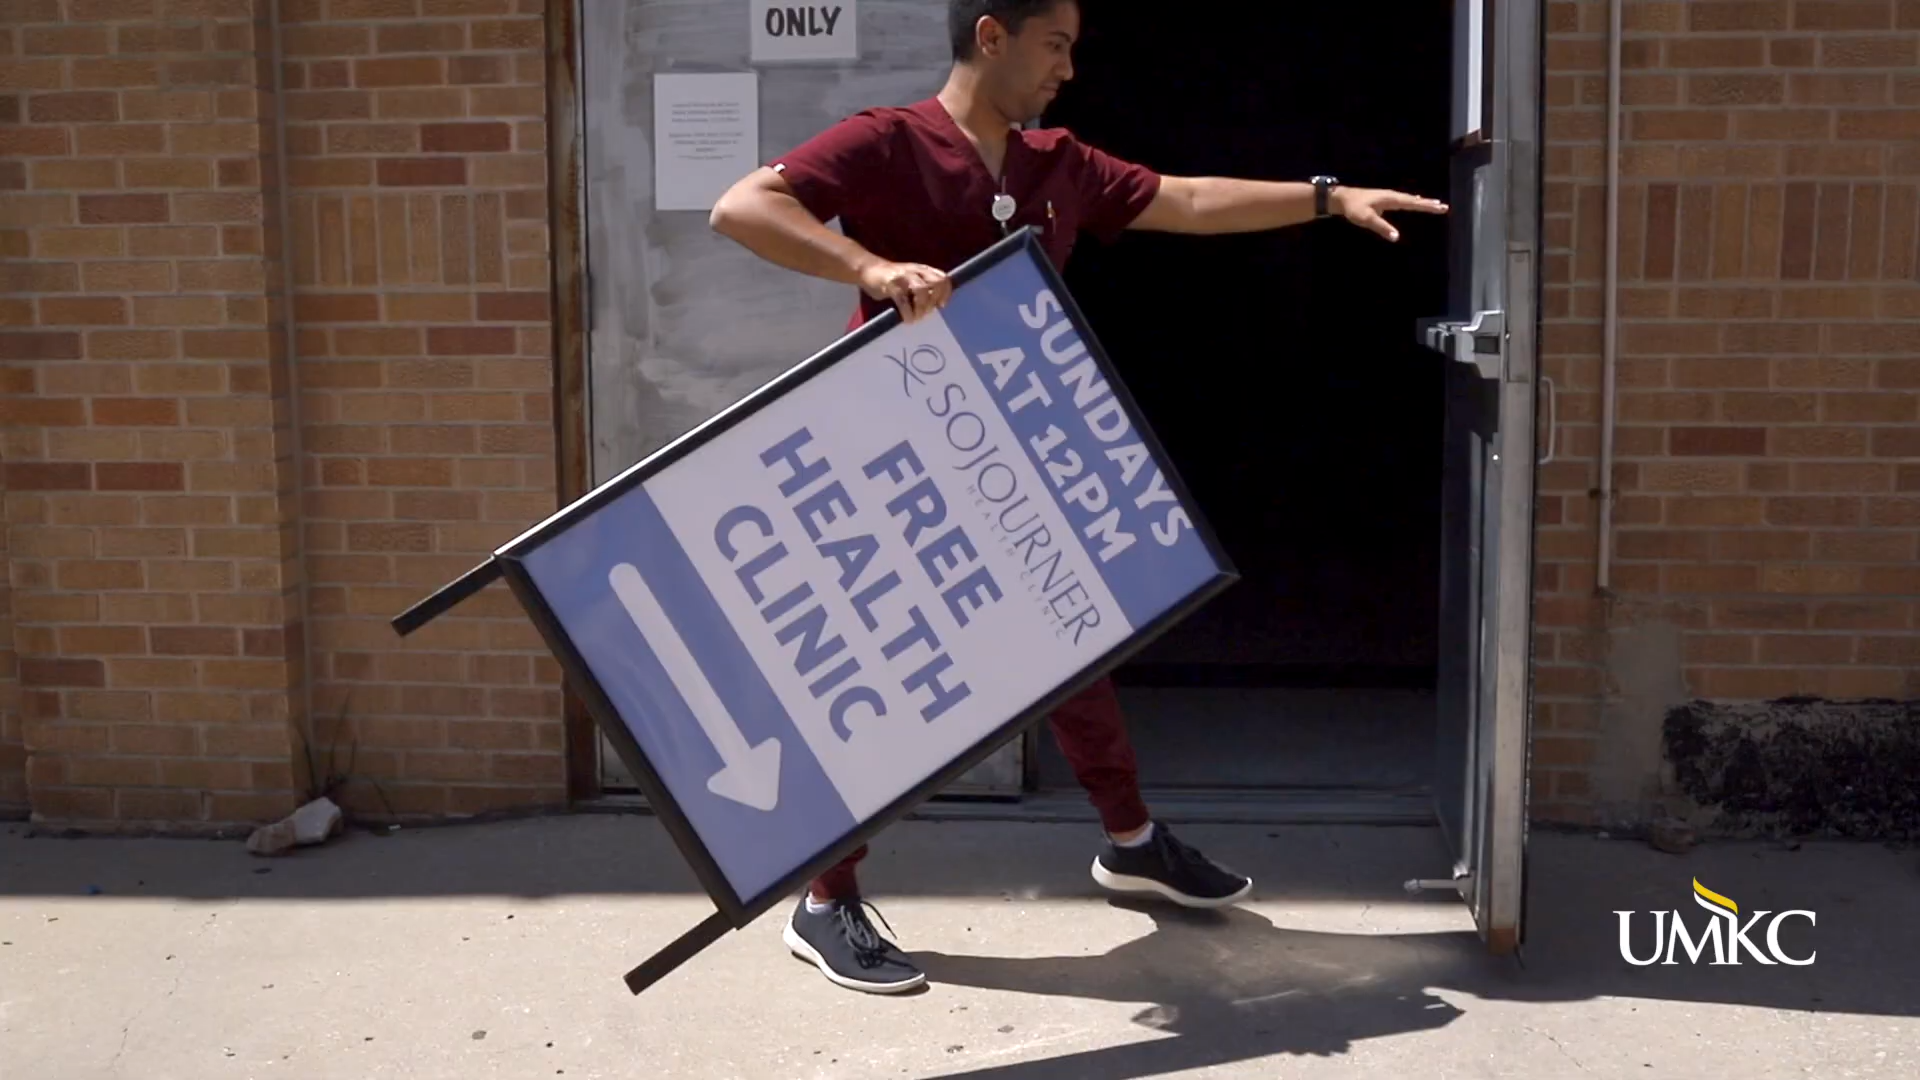 ONLY
SUNDAYS
AT 12PM
SOJOURNER
HEALTH CLINIC
FREE
HEALTH
CLINIC
UMKC